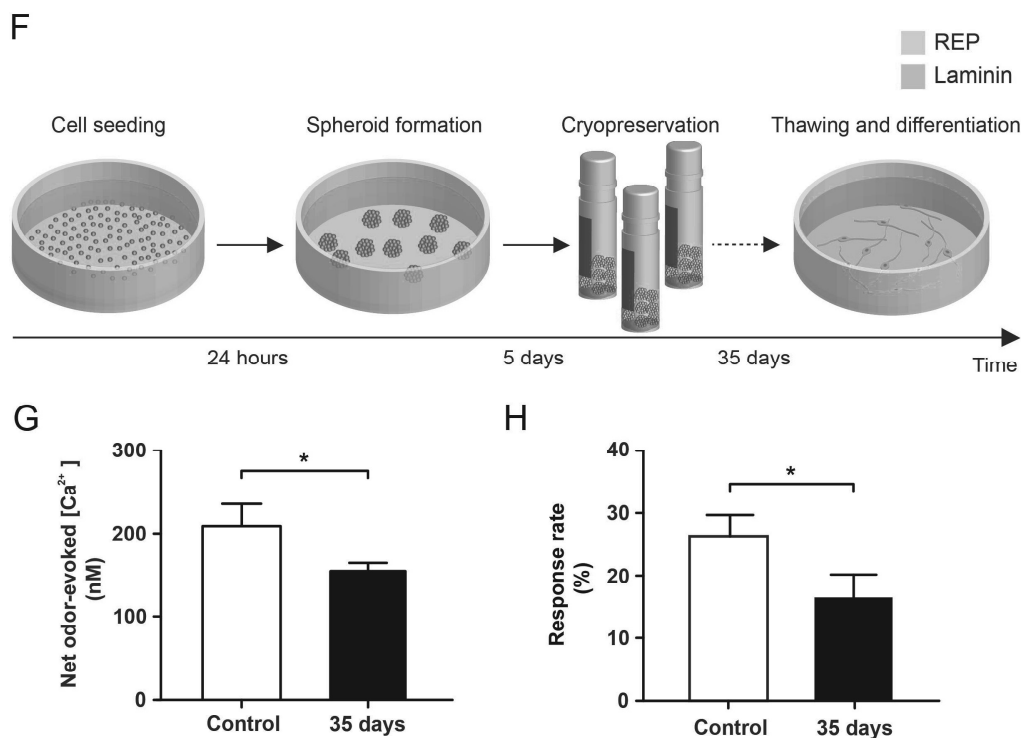 F
REP
Laminin
Cell seeding
Spheroid formation
Cryopreservation
Thawing and differentiation
24 hours
5 days
35 days
Time
G
Net odor-evoked [Ca²⁺]
(nM)
300
200
100
0
*
Control
35 days
H
Response rate
(%)
40
30
20
10
0
*
Control
35 days